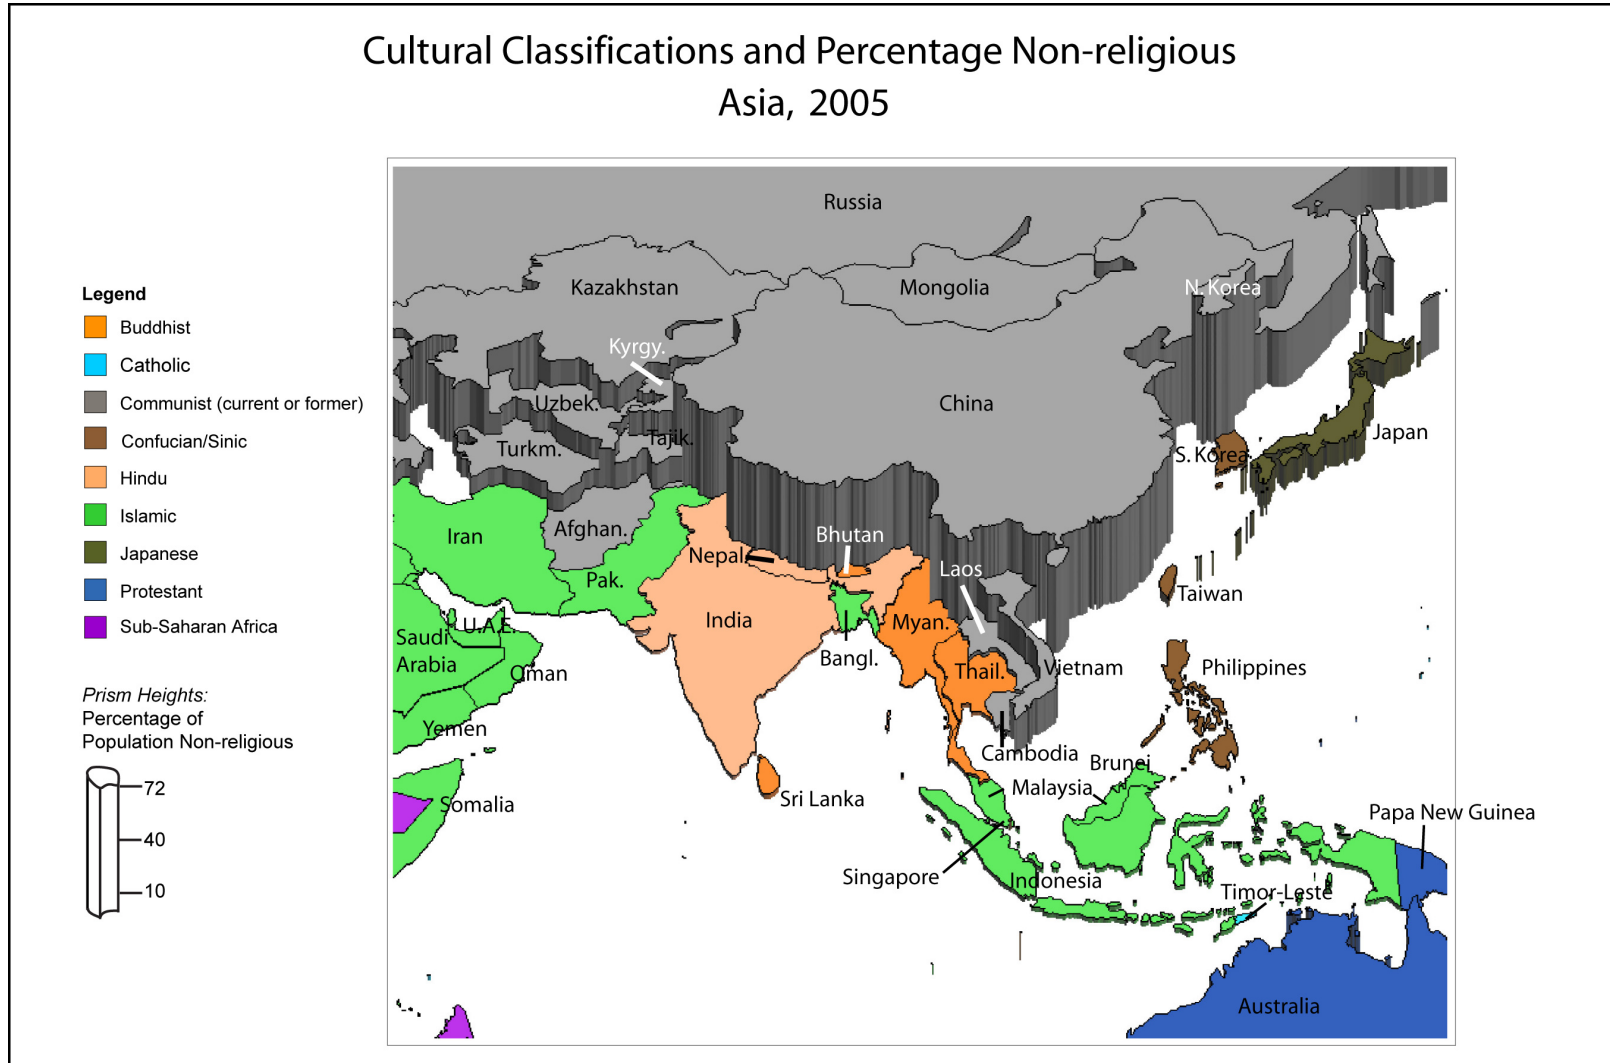 Cultural Classifications and Percentage Non-religious
Asia, 2005
Legend
Buddhist
Catholic
Communist (current or former)
Confucian/Sinic
Hindu
Islamic
Japanese
Protestant
Sub-Saharan Africa
Prism Heights:
Percentage of
Population Non-religious
72
40
10
Russia
Kazakhstan
Mongolia
N. Korea
Kyrgy.
Uzbek.
China
Turkm.
Tajik.
Japan
S. Korea
Iran
Afghan.
Bhutan
Nepal
Laos
Pak.
Taiwan
India
Myan.
U.A.E.
Saudi
Arabia
Bangl.
Oman
Thail.
Vietnam
Philippines
Yemen
Cambodia
Brunei
Malaysia
Sri Lanka
Somalia
Papa New Guinea
Singapore
Indonesia
Timor-Leste
Australia